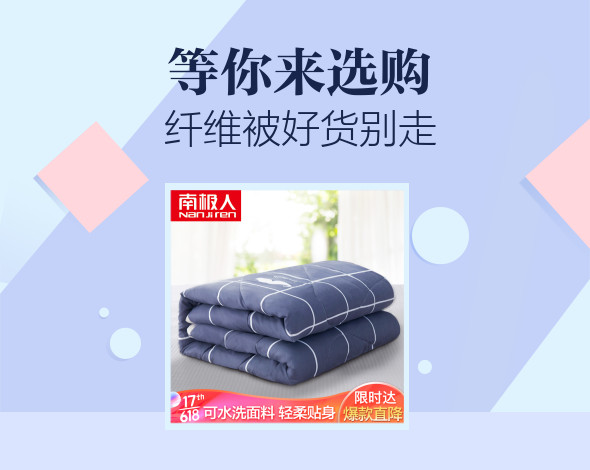 等你来选购
纤维被好货别走
南极人
NanJiren
17th
618
可水洗面料 轻柔贴身
限时达
爆款直降